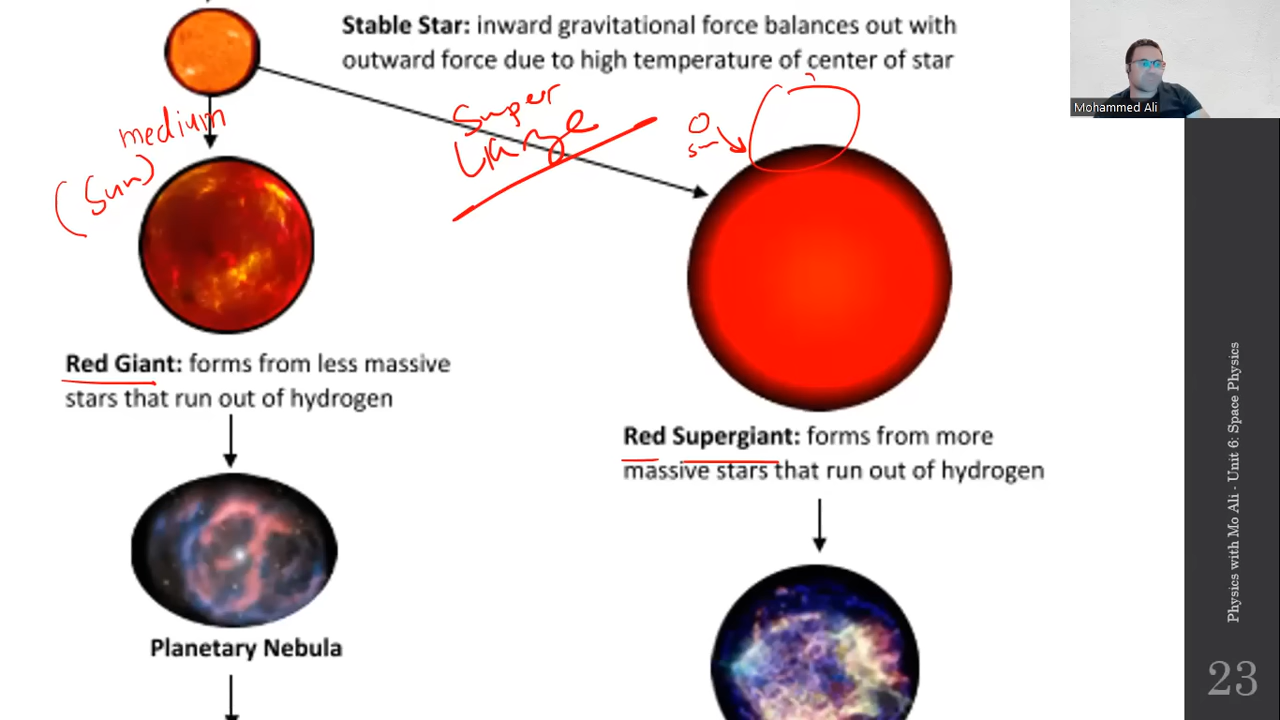 Stable Star: inward gravitational force balances out with
outward force due to high temperature of center of star
Mohammed Ali
medium
(Sun)
Super
Large
Red Giant: forms from less massive
stars that run out of hydrogen
Red Supergiant: forms from more
massive stars that run out of hydrogen
Planetary Nebula
Physics with Mo Ali - Unit 6: Space Physics
23